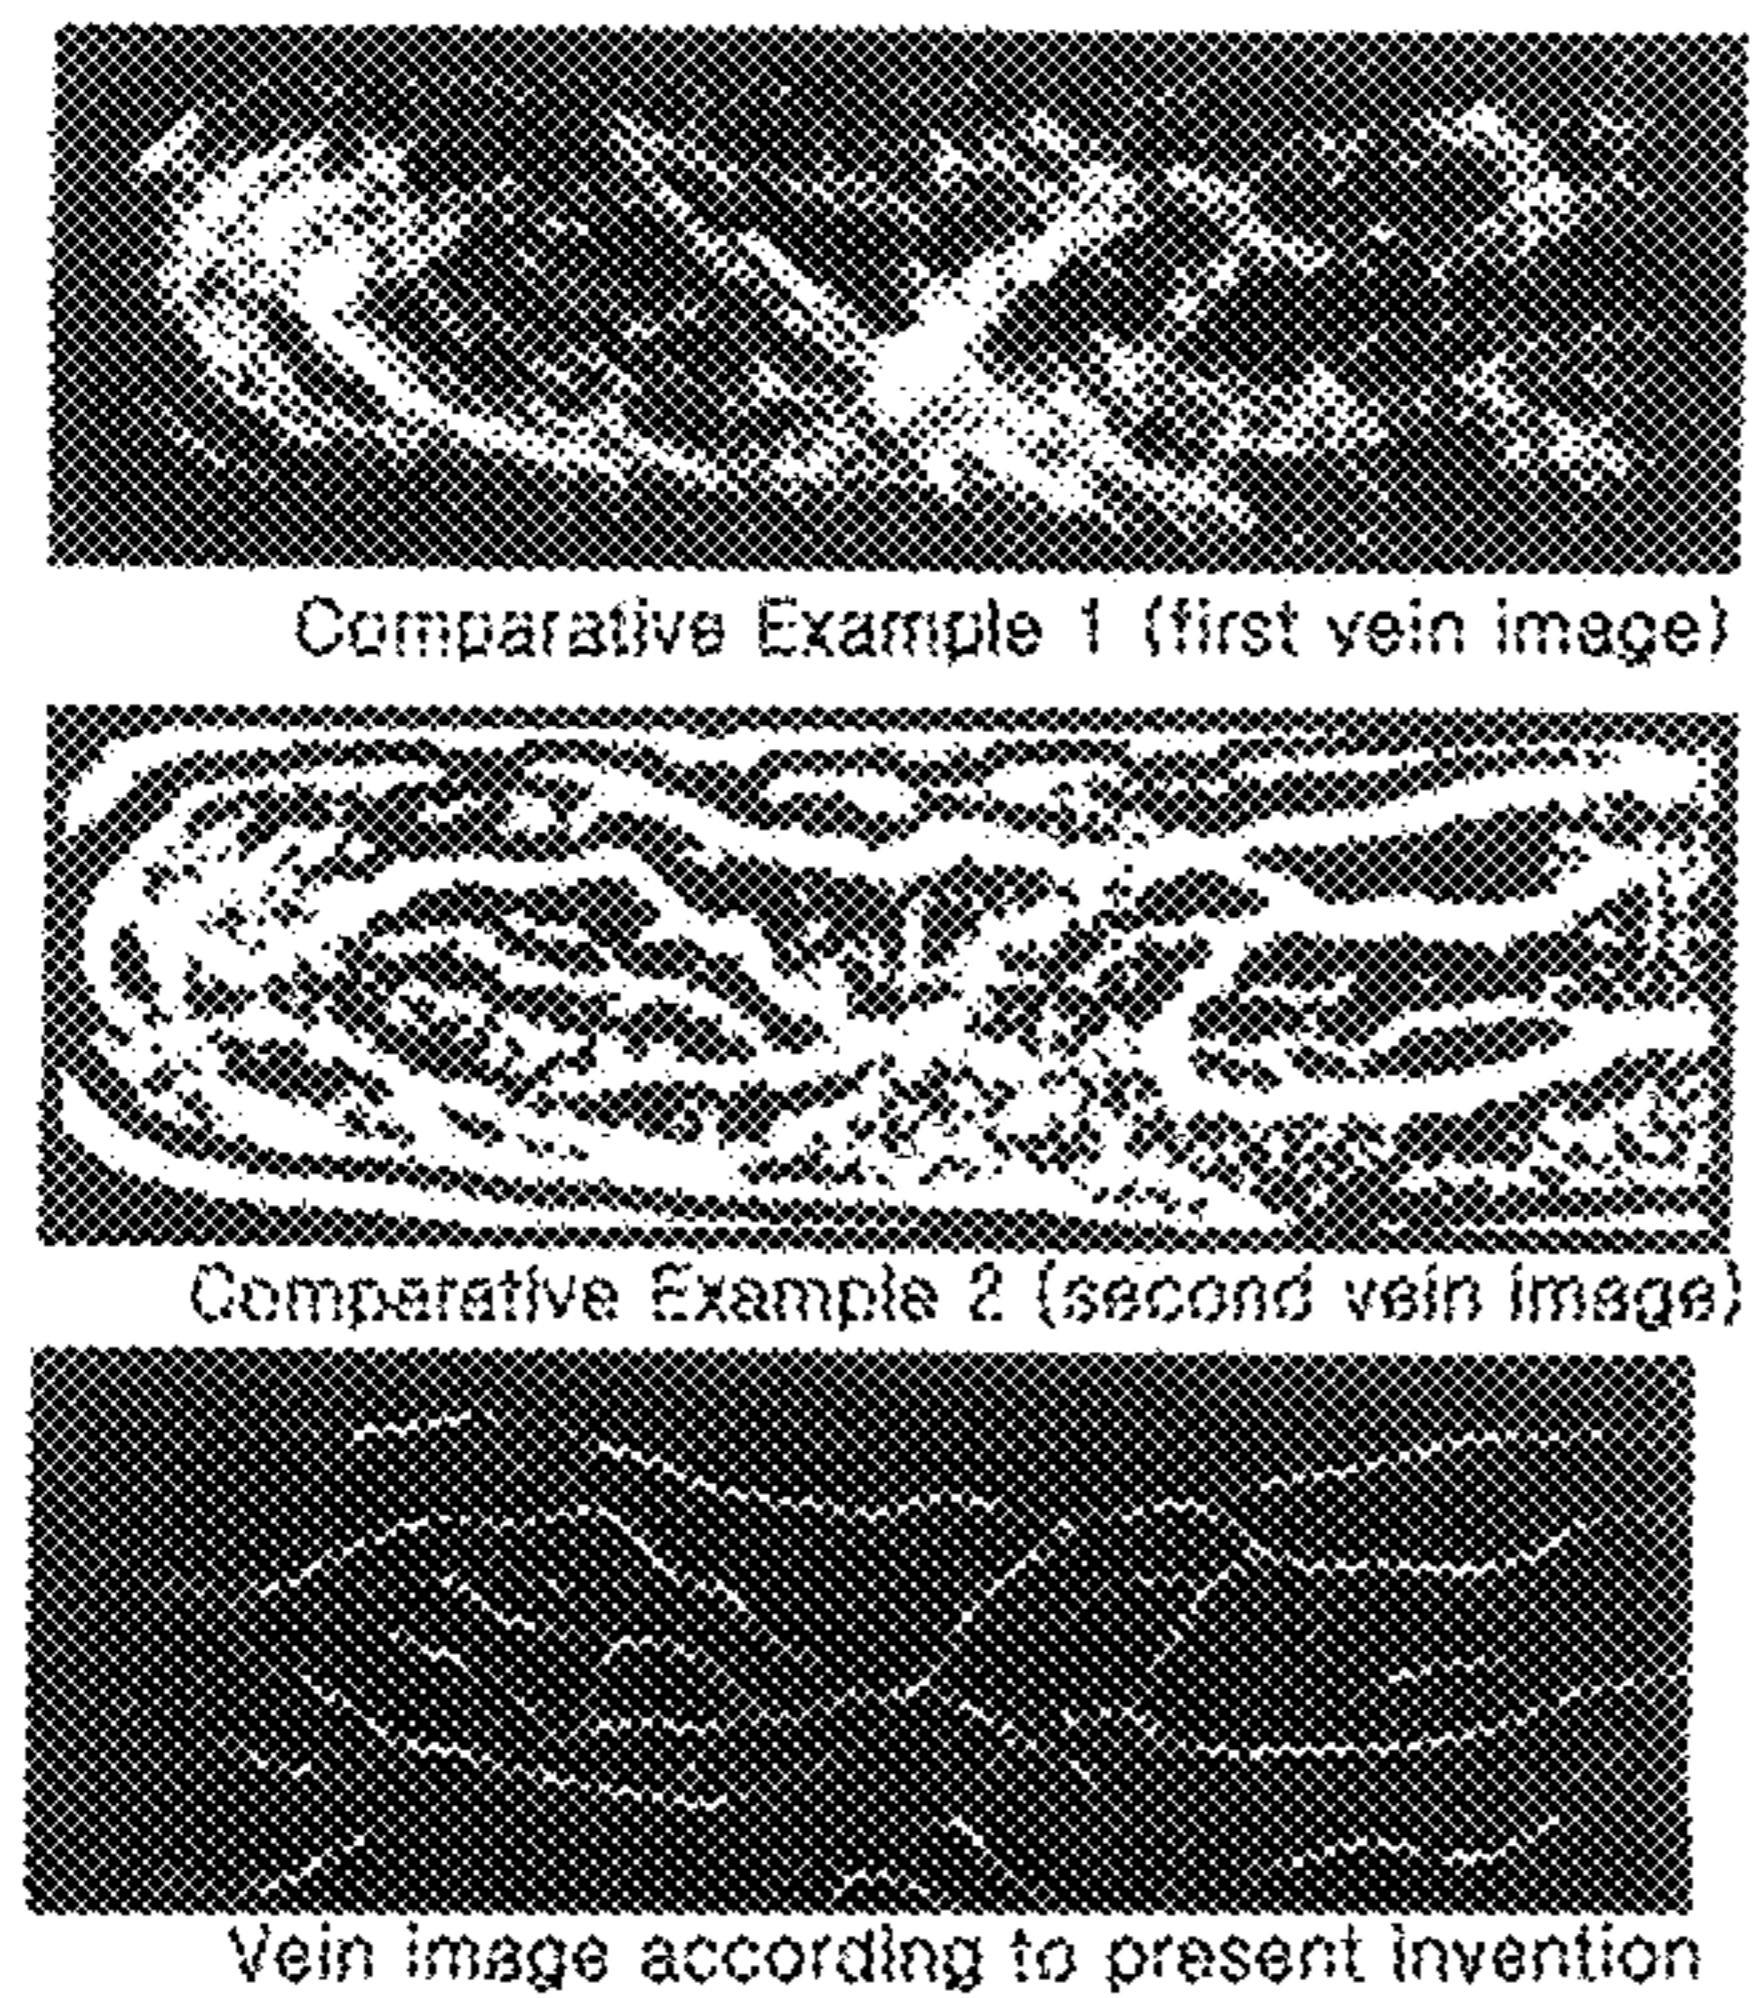 Comparative Example 1 (first vein image)
Comparative Example 2 (second vein image)
Vein image according to present invention